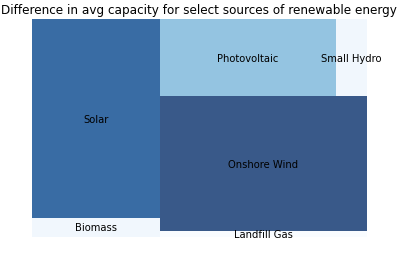 Difference in avg capacity for select sources of renewable energy
Photovoltaic
Small Hydro
Solar
Onshore Wind
Biomass
Landfill Gas